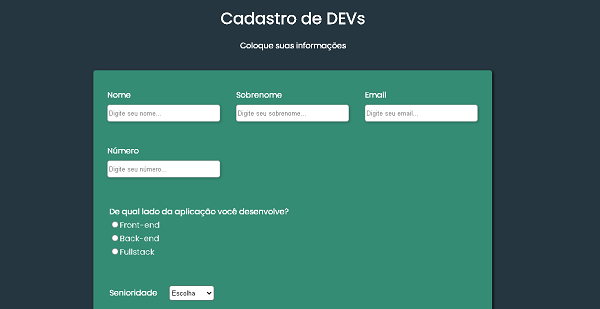 Cadastro de DEVs
Coloque suas informações
Nome Sobrenome Email
Digite seu nome... Digite seu sobrenome... Digite seu email...
Número
Digite seu número...
De qual lado da aplicação você desenvolve?
Front-end
Back-end
Fullstack
Senioridade Escolha